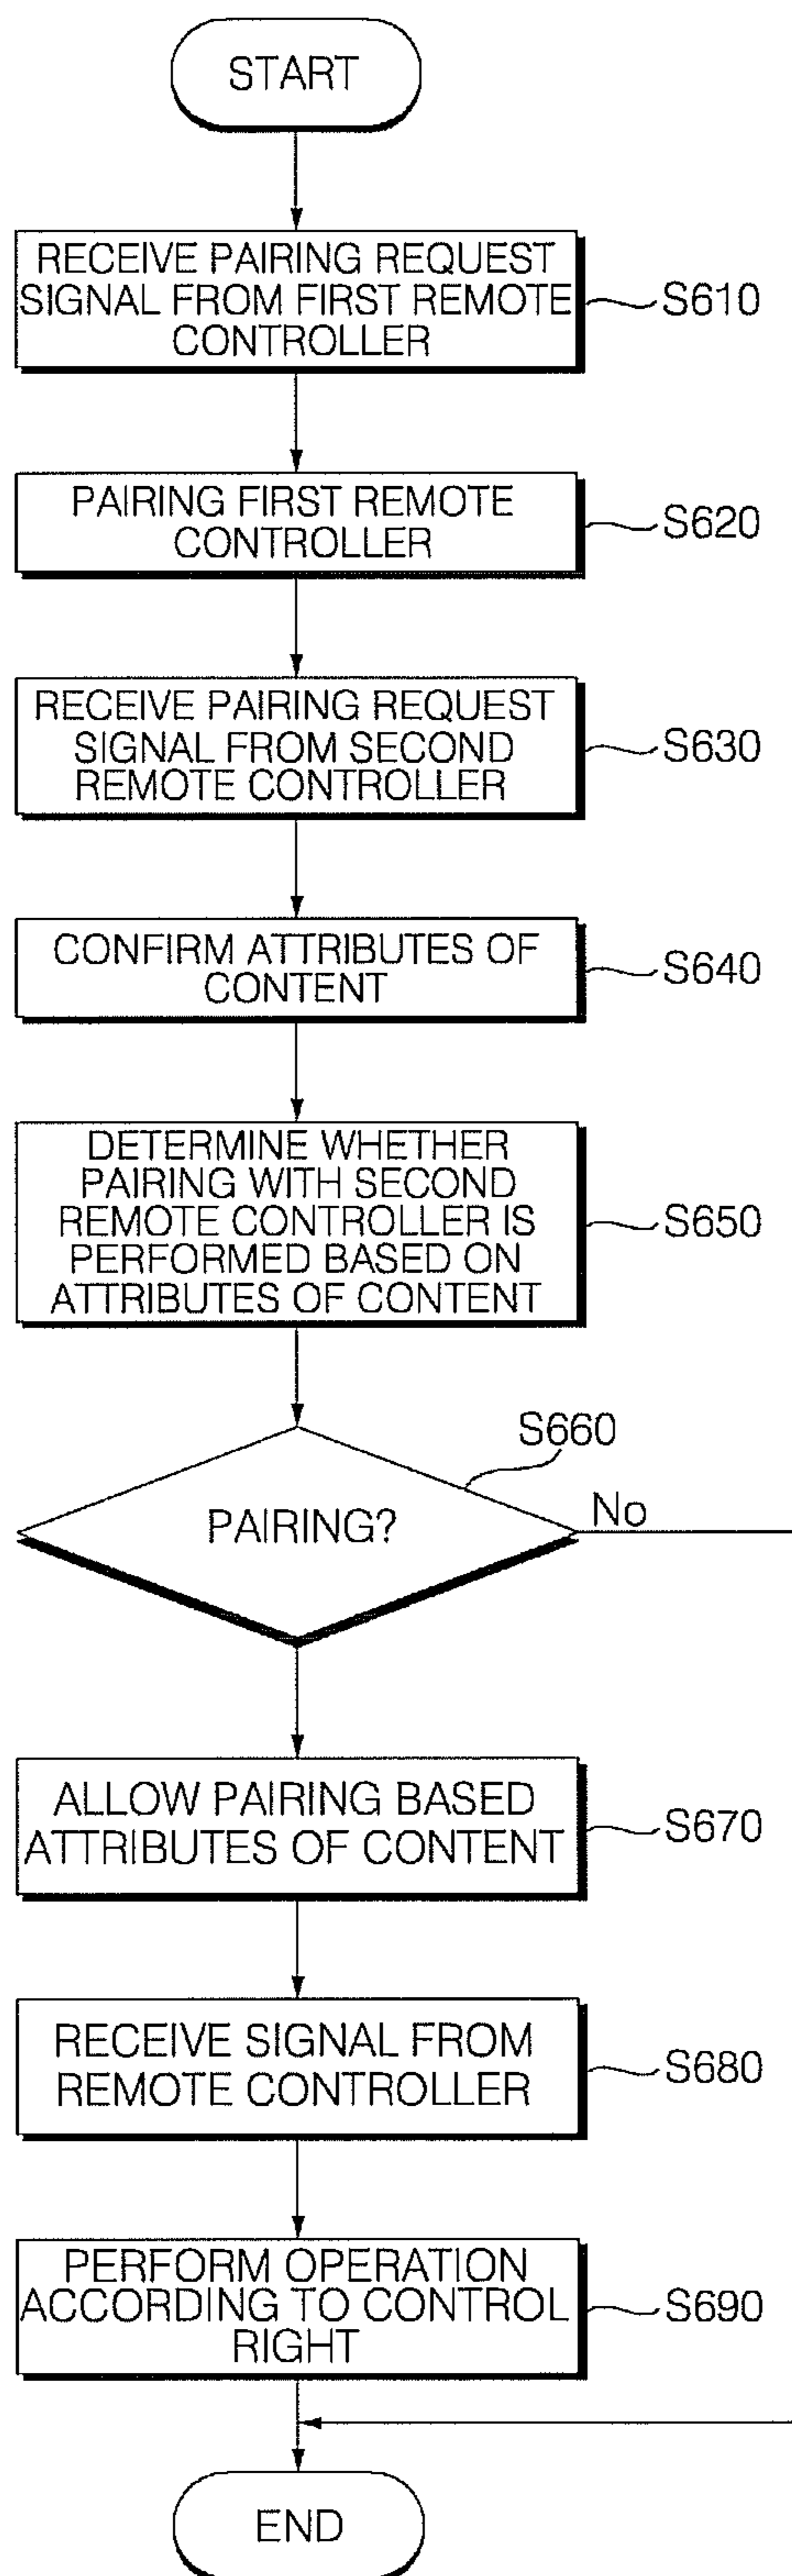 START
RECEIVE PAIRING REQUEST
SIGNAL FROM FIRST REMOTE
CONTROLLER
S610
PAIRING FIRST REMOTE
CONTROLLER
S620
RECEIVE PAIRING REQUEST
SIGNAL FROM SECOND
REMOTE CONTROLLER
S630
CONFIRM ATTRIBUTES OF
CONTENT
S640
DETERMINE WHETHER
PAIRING WITH SECOND
REMOTE CONTROLLER IS
PERFORMED BASED ON
ATTRIBUTES OF CONTENT
S650
S660
PAIRING?
No
ALLOW PAIRING BASED
ATTRIBUTES OF CONTENT
S670
RECEIVE SIGNAL FROM
REMOTE CONTROLLER
S680
PERFORM OPERATION
ACCORDING TO CONTROL
RIGHT
S690
END